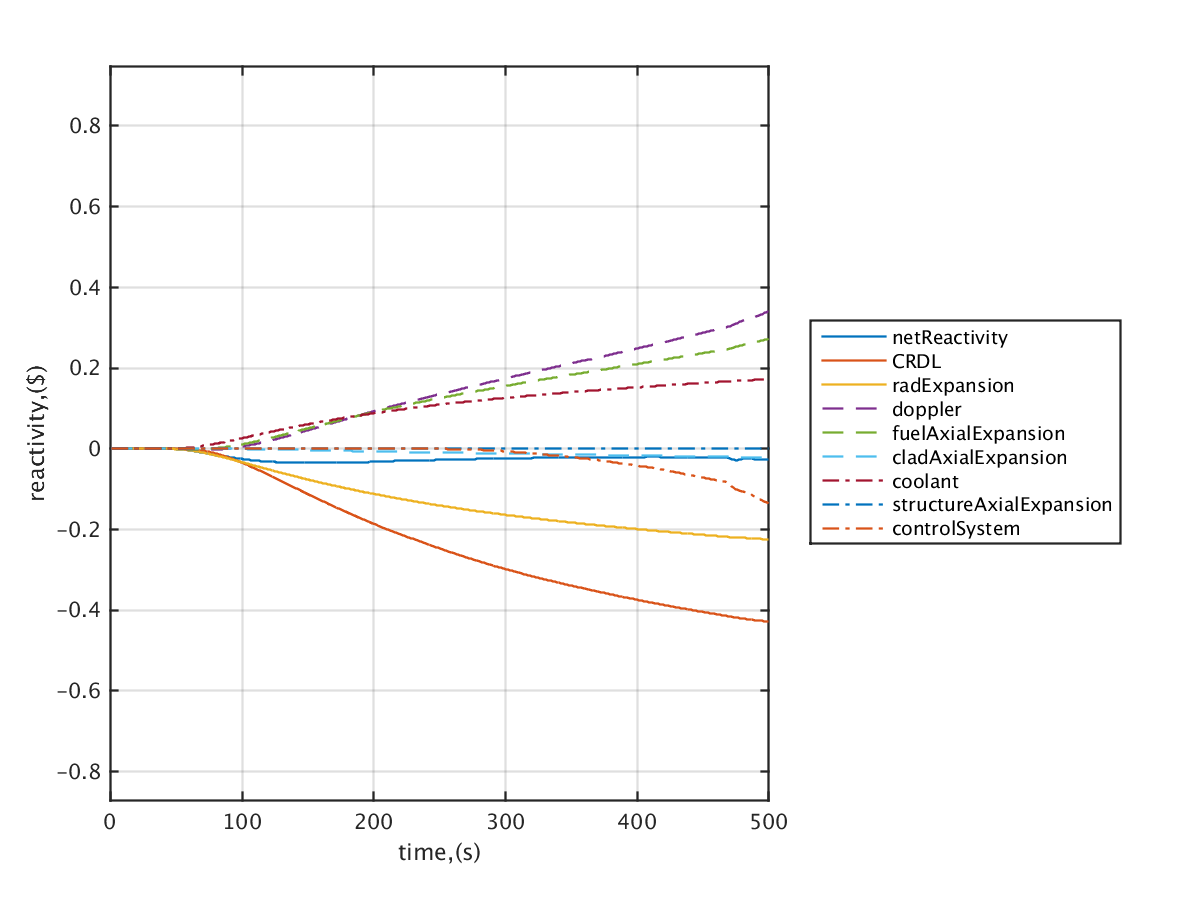 0.8
0.6
0.4
0.2
0
−0.2
−0.4
−0.6
−0.8
reactivity,($)
0 100 200 300 400 500
time,(s)
netReactivity
CRDL
radExpansion
doppler
fuelAxialExpansion
cladAxialExpansion
coolant
structureAxialExpansion
controlSystem